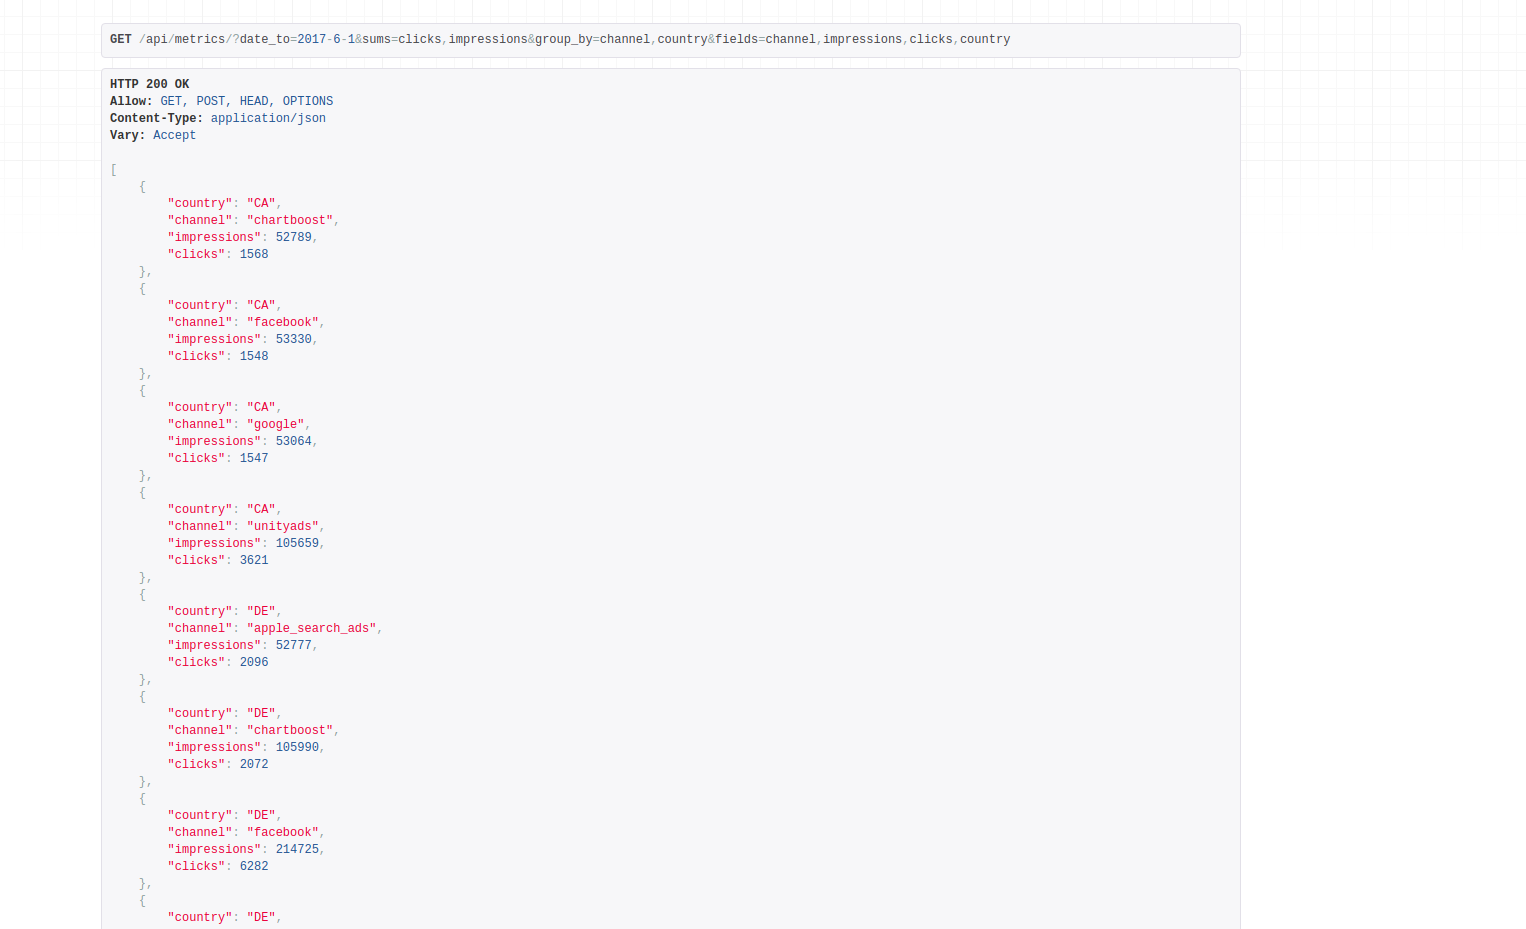 GET /api/metrics/?date_to=2017-6-1&sums=clicks,impressions&group_by=channel,country&fields=channel,impressions,clicks,country
HTTP 200 OK
Allow: GET, POST, HEAD, OPTIONS
Content-Type: application/json
Vary: Accept
[
    {
        "country": "CA",
        "channel": "chartboost",
        "impressions": 52789,
        "clicks": 1568
    },
    {
        "country": "CA",
        "channel": "facebook",
        "impressions": 53330,
        "clicks": 1548
    },
    {
        "country": "CA",
        "channel": "google",
        "impressions": 53064,
        "clicks": 1547
    },
    {
        "country": "CA",
        "channel": "unityads",
        "impressions": 105659,
        "clicks": 3621
    },
    {
        "country": "DE",
        "channel": "apple_search_ads",
        "impressions": 52777,
        "clicks": 2096
    },
    {
        "country": "DE",
        "channel": "chartboost",
        "impressions": 105990,
        "clicks": 2072
    },
    {
        "country": "DE",
        "channel": "facebook",
        "impressions": 214725,
        "clicks": 6282
    },
    {
        "country": "DE",